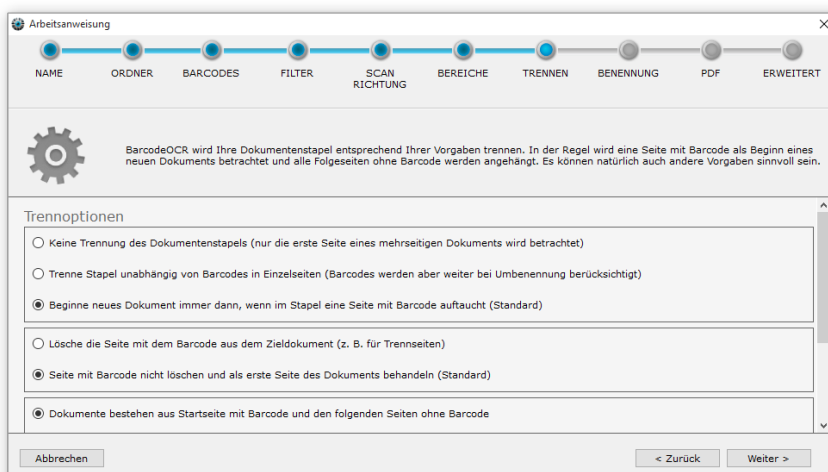 Arbeitsanweisung
NAME
ORDNER
BARCODES
FILTER
SCAN
RICHTUNG
BEREICHE
TRENNEN
BENENNUNG
PDF
ERWEITERT
BarcodeOCR wird Ihre Dokumentenstapel entsprechend Ihrer Vorgaben trennen. In der Regel wird eine Seite mit Barcode als Beginn eines
neuen Dokuments betrachtet und alle Folgeseiten ohne Barcode werden angehängt. Es können natürlich auch andere Vorgaben sinnvoll sein.
Trennoptionen
Keine Trennung des Dokumentenstapels (nur die erste Seite eines mehrseitigen Dokuments wird betrachtet)
Trenne Stapel unabhängig von Barcodes in Einzelseiten (Barcodes werden aber weiter bei Umbenennung berücksichtigt)
Beginne neues Dokument immer dann, wenn im Stapel eine Seite mit Barcode auftaucht (Standard)
Lösche die Seite mit dem Barcode aus dem Zieldokument (z. B. für Trennseiten)
Seite mit Barcode nicht löschen und als erste Seite des Dokuments behandeln (Standard)
Dokumente bestehen aus Startseite mit Barcode und den folgenden Seiten ohne Barcode
Abbrechen
< Zurück
Weiter >